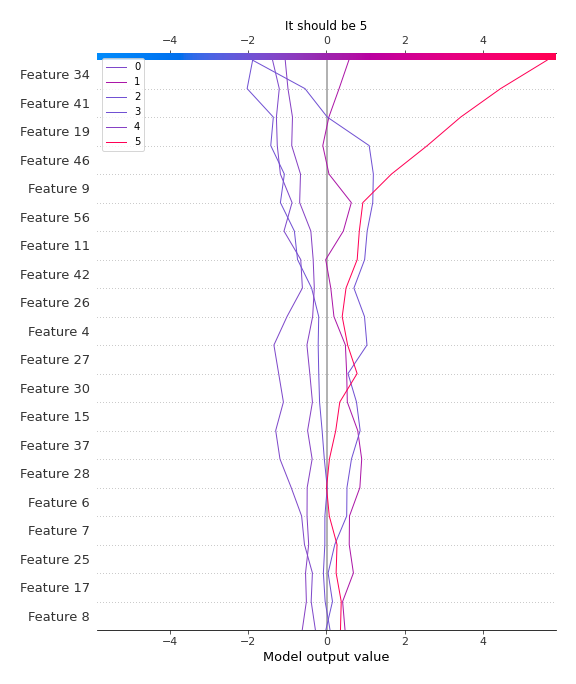 It should be 5
−4 −2 0 2 4
0
1
2
3
4
5
Feature 34
Feature 41
Feature 19
Feature 46
Feature 9
Feature 56
Feature 11
Feature 42
Feature 26
Feature 4
Feature 27
Feature 30
Feature 15
Feature 37
Feature 28
Feature 6
Feature 7
Feature 25
Feature 17
Feature 8
−4 −2 0 2 4
Model output value